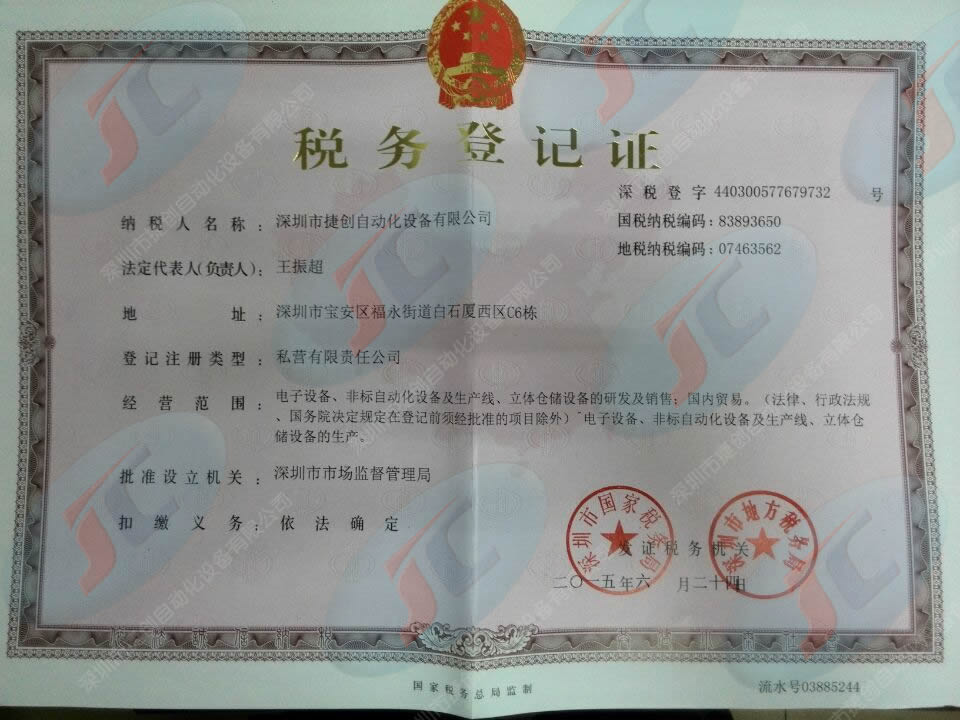 税务登记证
深税登字 440300577679732 号
国税纳税编码：83893650
地税纳税编码：07463562
纳税人名称：深圳市捷创自动化设备有限公司
法定代表人(负责人)：王振超
地址：深圳市宝安区福永街道白石厦西区C6栋
登记注册类型：私营有限责任公司
经营范围：电子设备、非标自动化设备及生产线、立体仓储设备的研发及销售；国内贸易。（法律、行政法规
、国务院决定规定在登记前须经批准的项目除外）^电子设备、非标自动化设备及生产线、立体仓
储设备的生产。
批准设立机关：深圳市市场监督管理局
扣缴义务：依法确定
深圳市国家税务局
深圳市地方税务局
发证税务机关
二〇一五年六月二十四日
国家税务总局监制
流水号03885244
深圳市捷创自动化设备有限公司